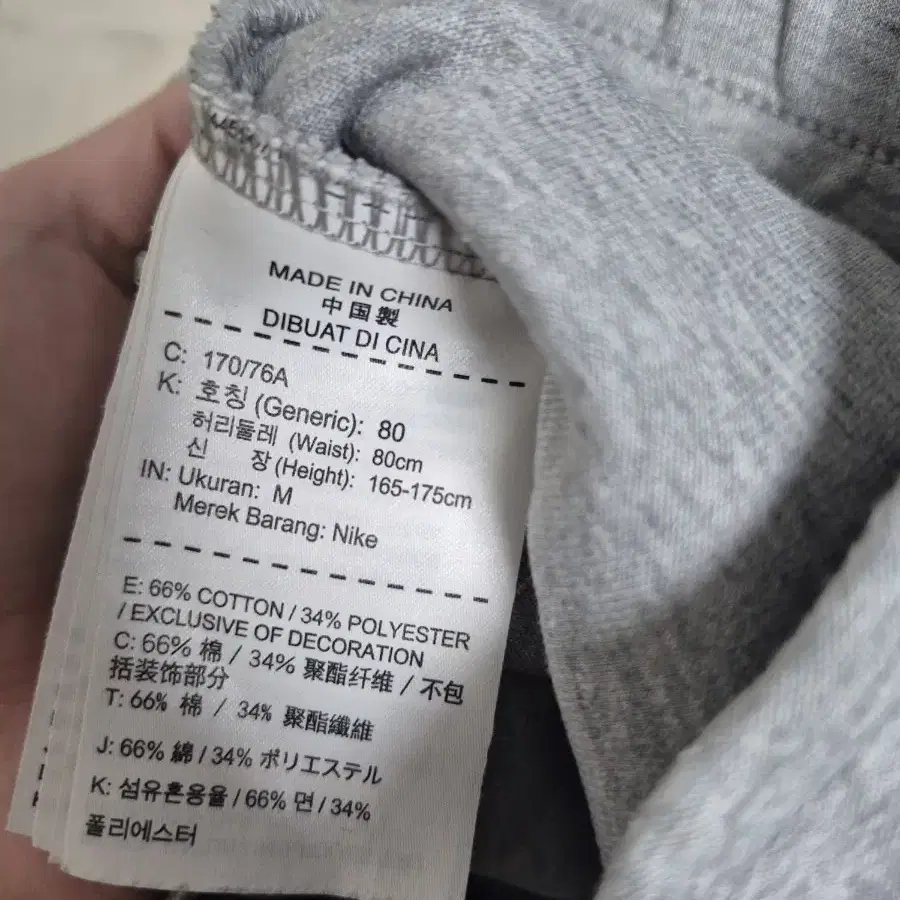 MADE IN CHINA
中国製
DIBUAT DI CINA
C: 170/76A
K: 호칭 (Generic): 80
허리둘레 (Waist): 80cm
신 장 (Height): 165-175cm
IN: Ukuran: M
Merek Barang: Nike
E: 66% COTTON / 34% POLYESTER
/ EXCLUSIVE OF DECORATION
C: 66% 棉 / 34% 聚酯纤维 / 不包
括装饰部分
T: 66% 棉 / 34% 聚酯纖維
J: 66% 綿 / 34% ポリエステル
K: 섬유혼용율 / 66% 면 / 34%
폴리에스터